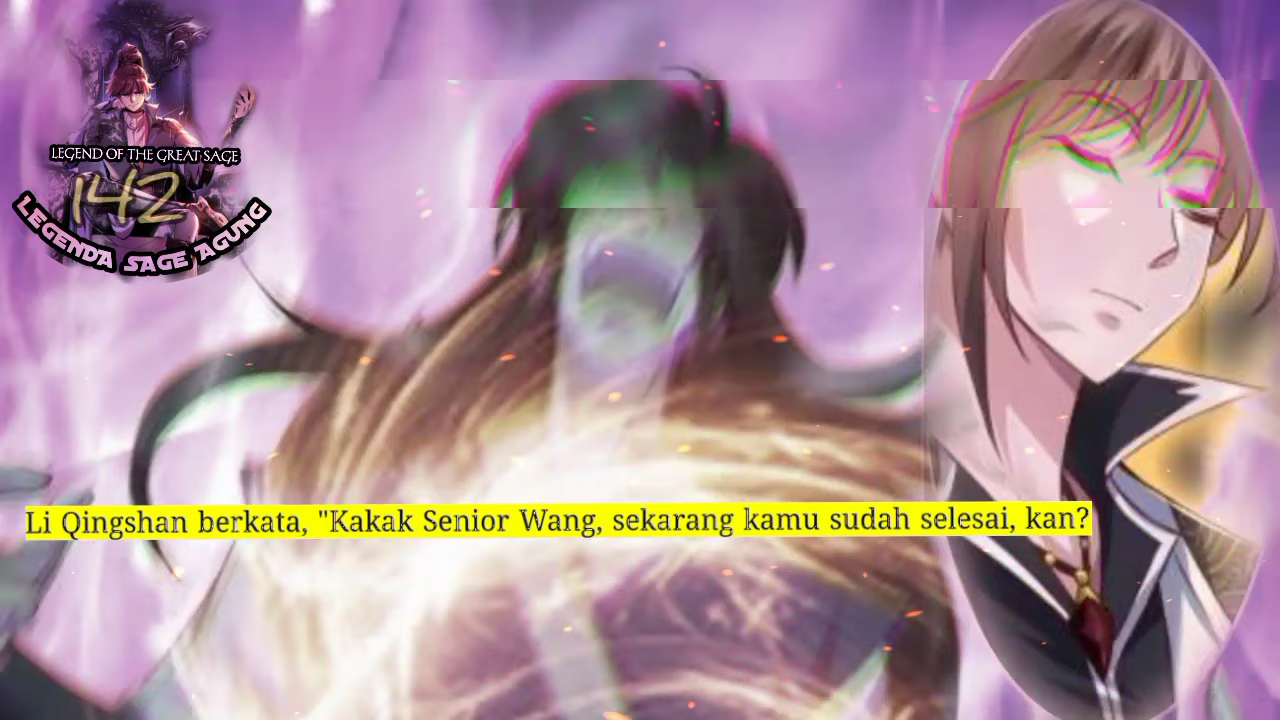 LEGEND OF THE GREAT SAGE
142
LEGENDA SAGE AGUNG
Li Qingshan berkata, "Kakak Senior Wang, sekarang kamu sudah selesai, kan?